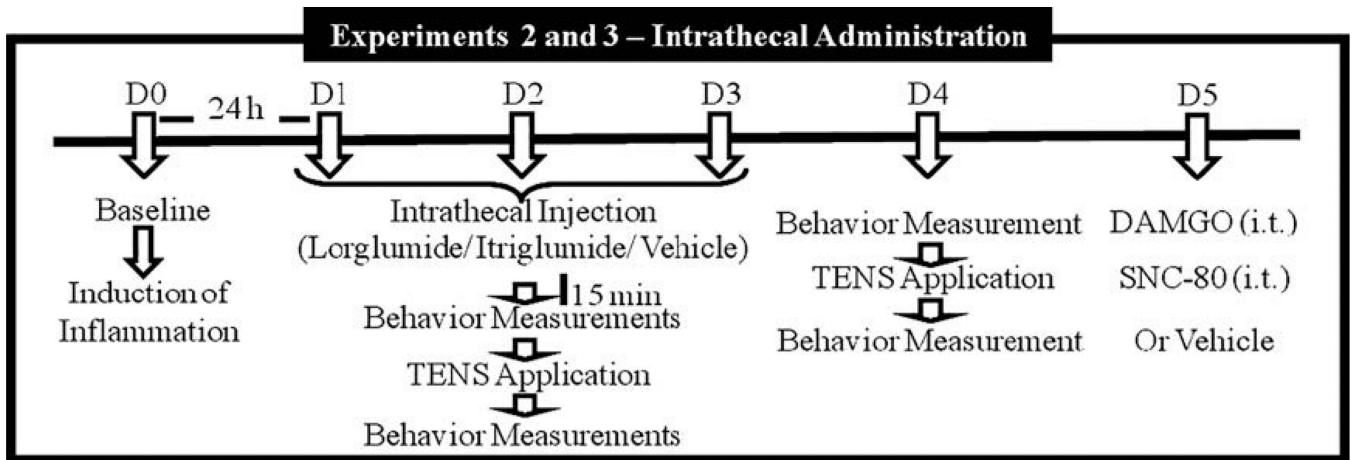 Experiments 2 and 3 – Intrathecal Administration
D0
24h
D1
D2
D3
D4
D5
Baseline
Induction of
Inflammation
Intrathecal Injection
(Lorglumide/Itriglumide/Vehicle)
15 min
Behavior Measurements
TENS Application
Behavior Measurements
Behavior Measurement
TENS Application
Behavior Measurement
DAMGO (i.t.)
SNC-80 (i.t.)
Or Vehicle